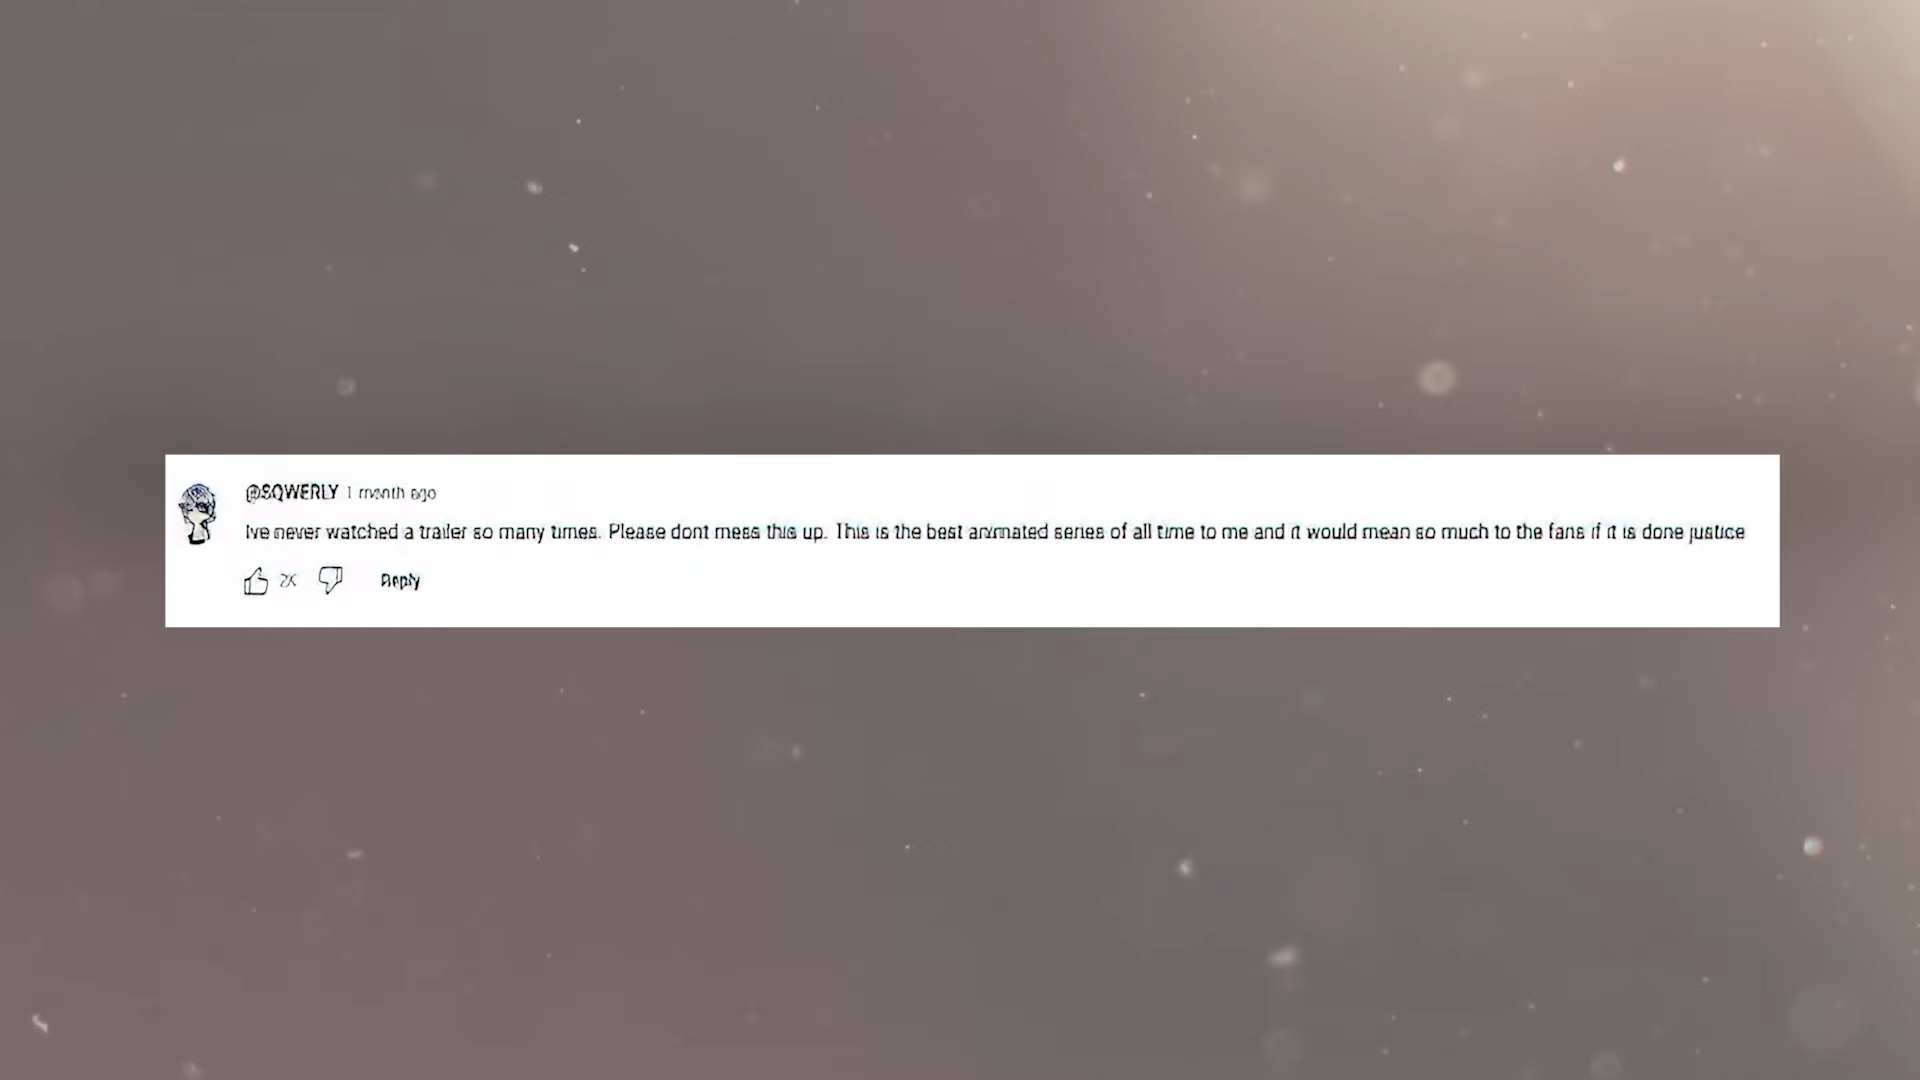 @SQWERLY 1 month ago
Ive never watched a trailer so many times. Please dont mess this up. This is the best animated series of all time to me and it would mean so much to the fans if it is done justice
2K Reply